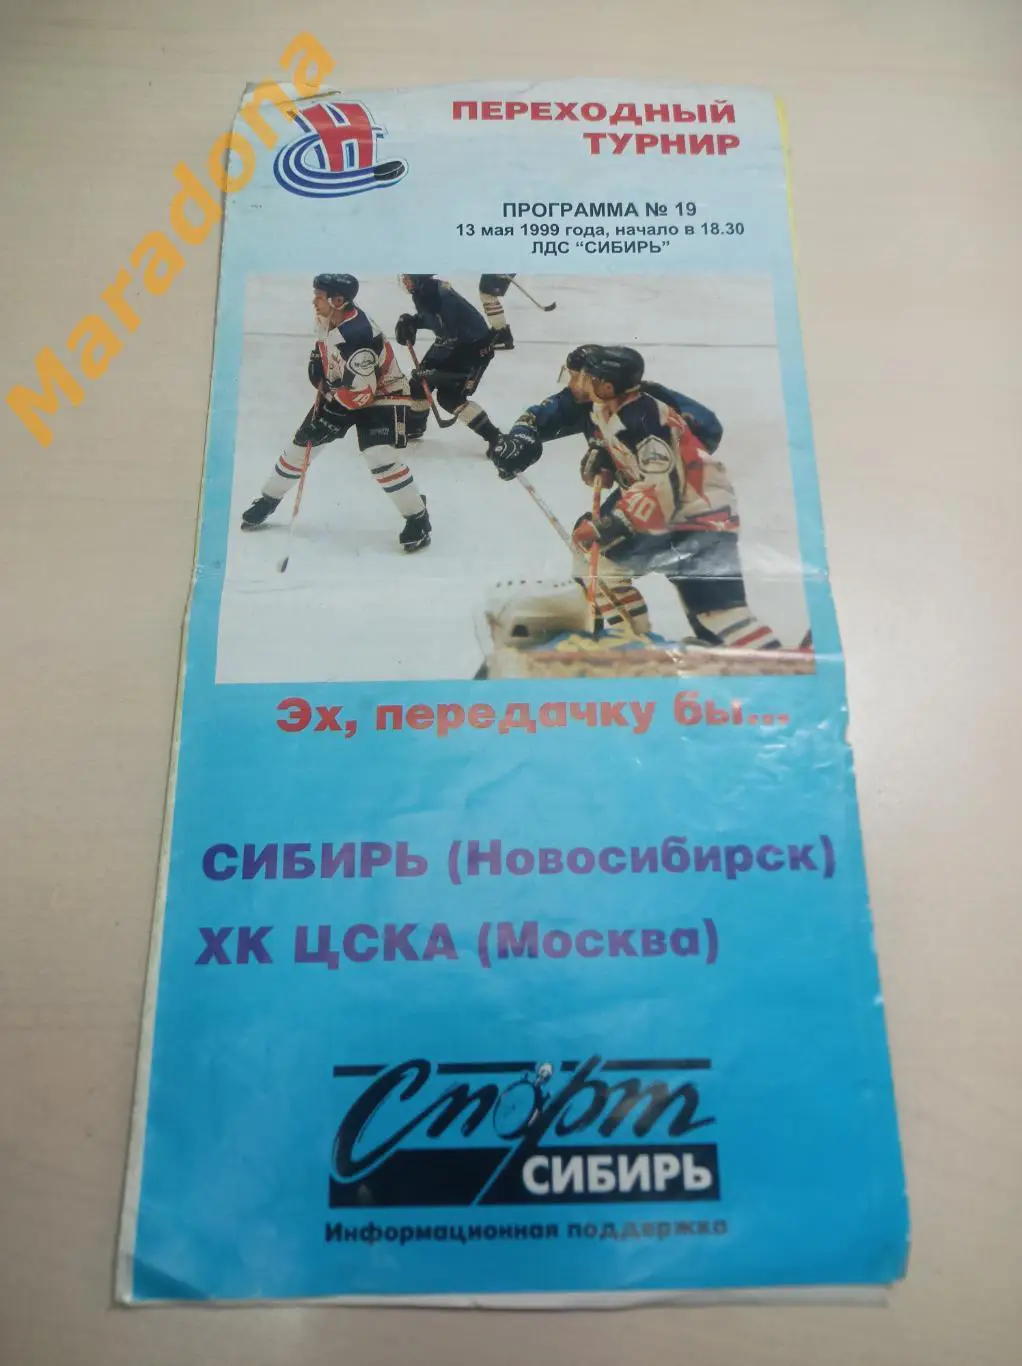 Maradona
ПЕРЕХОДНЫЙ
ТУРНИР
ПРОГРАММА № 19
13 мая 1999 года, начало в 18.30
ЛДС "СИБИРЬ"
Эх, передачку бы...
СИБИРЬ (Новосибирск)
ХК ЦСКА (Москва)
Спорт
СИБИРЬ
Информационная поддержка